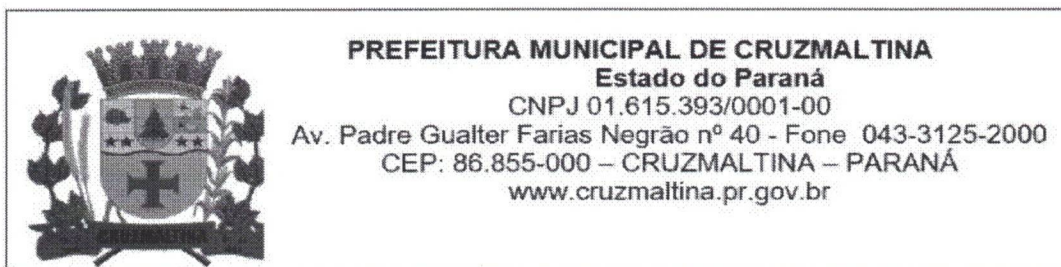 PREFEITURA MUNICIPAL DE CRUZMALTINA
Estado do Paraná
CNPJ 01.615.393/0001-00
Av. Padre Gualter Farias Negrão nº 40 - Fone 043-3125-2000
CEP: 86.855-000 – CRUZMALTINA – PARANÁ
www.cruzmaltina.pr.gov.br
CRUZMALTINA